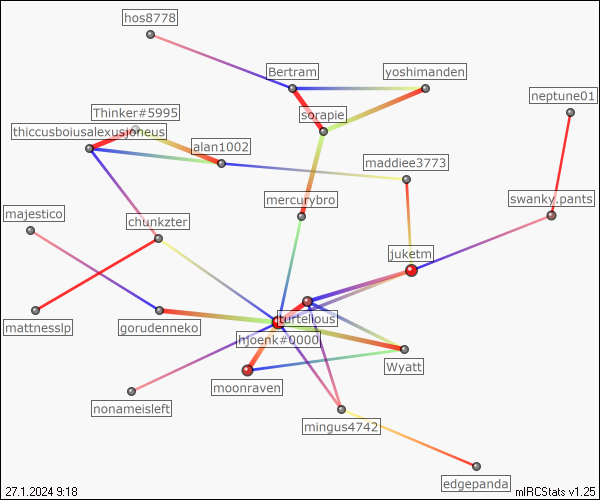 hos8778
Bertram
yoshimanden
neptune01
Thinker#5995
sorapie
thiccusboiusalexusjoneus
alan1002
maddiee3773
mercurybro
swanky.pants
majestico
chunkzter
juketm
turtelious
mattnesslp
gorudenneko
hjoenk#0000
Wyatt
moonraven
nonameisleft
mingus4742
edgepanda
27.1.2024 9:18
mIRCStats v1.25